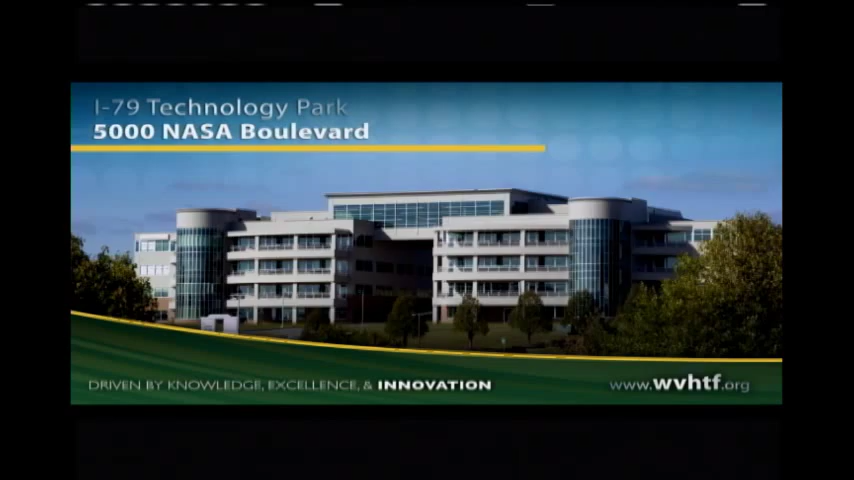 I-79 Technology Park
5000 NASA Boulevard
DRIVEN BY KNOWLEDGE, EXCELLENCE, & INNOVATION
www.wvhtf.org